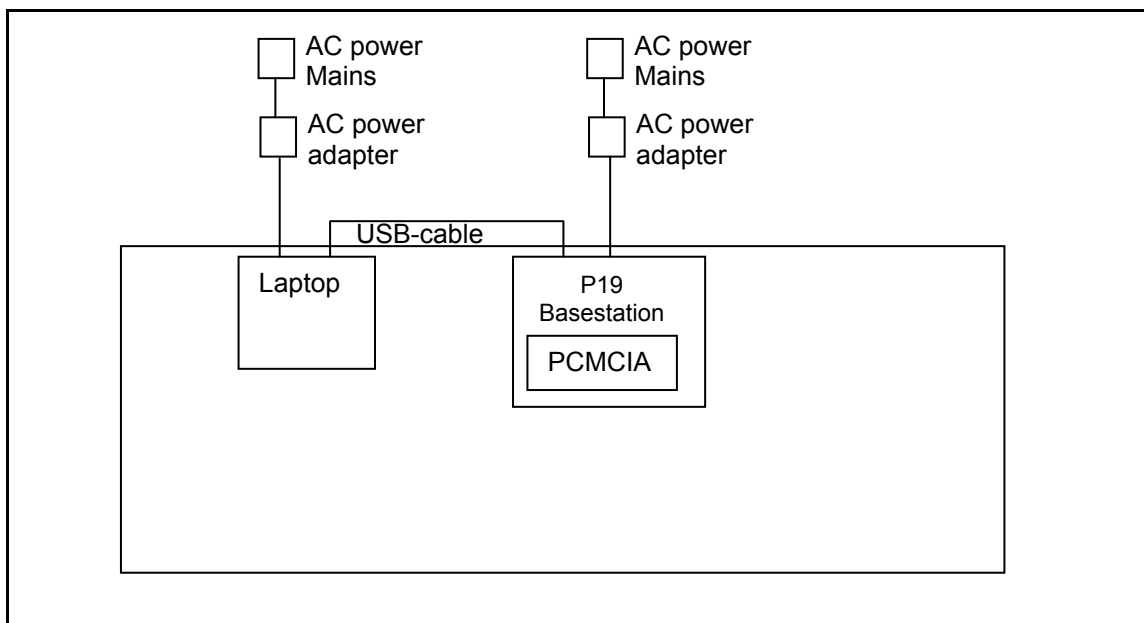 AC power
Mains
AC power
Mains
AC power
adapter
AC power
adapter
USB-cable
Laptop
P19
Basestation
PCMCIA